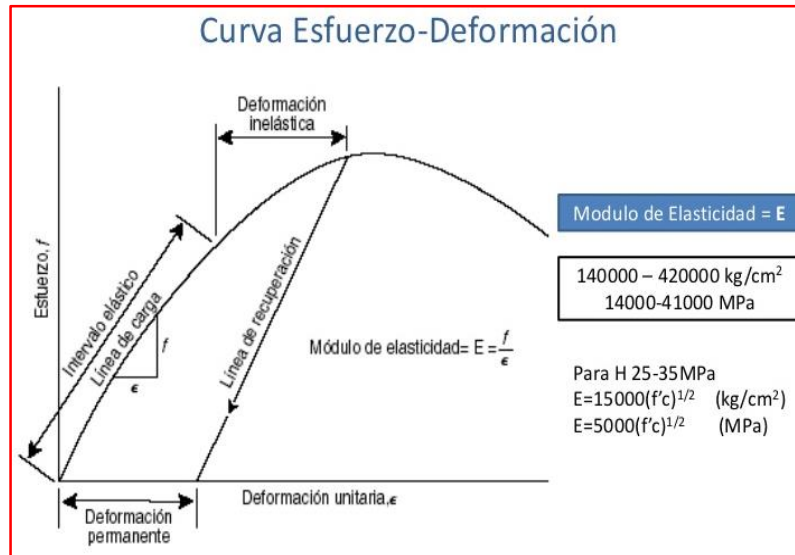 Curva Esfuerzo-Deformación
Deformación
inelástica
Esfuerzo, f
Intervalo elástico
Línea de carga
f
ϵ
Línea de recuperación
Módulo de elasticidad= E = f/ϵ
Deformación unitaria,ϵ
Deformación
permanente
Modulo de Elasticidad = E
140000 – 420000 kg/cm²
14000-41000 MPa
Para H 25-35MPa
E=15000(f'c)¹/² (kg/cm²)
E=5000(f'c)¹/² (MPa)